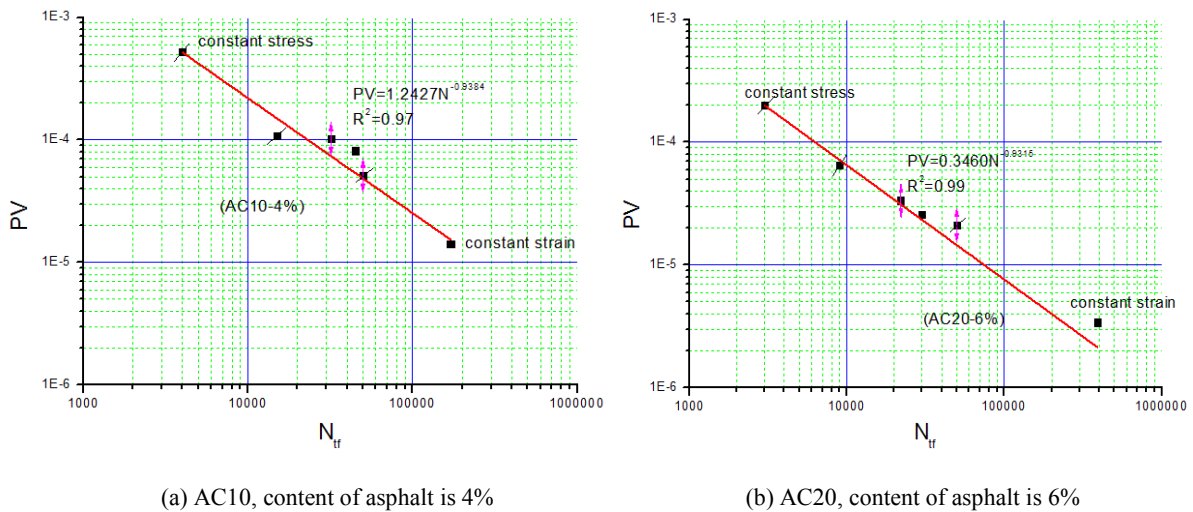 1E-3
constant stress
PV=1.2427N^-0.9384
R^2=0.97
1E-4
(AC10-4%)
constant strain
1E-5
1E-6
PV
1000 10000 100000 1000000
N_tf
(a) AC10, content of asphalt is 4%
1E-3
constant stress
1E-4
PV=0.3460N^-0.9315
R^2=0.99
1E-5
constant strain
(AC20-6%)
1E-6
PV
1000 10000 100000 1000000
N_tf
(b) AC20, content of asphalt is 6%